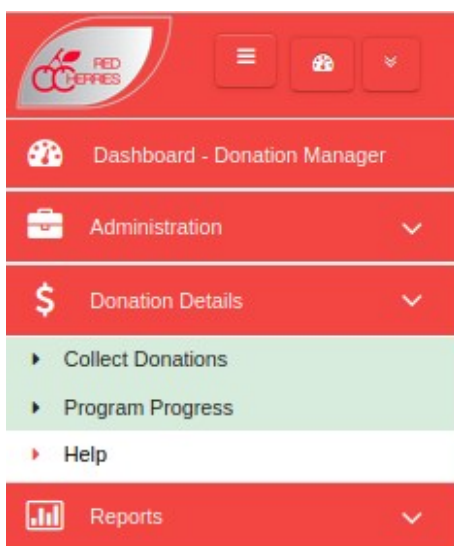 RED
CHERRIES
Dashboard - Donation Manager
Administration
Donation Details
Collect Donations
Program Progress
Help
Reports